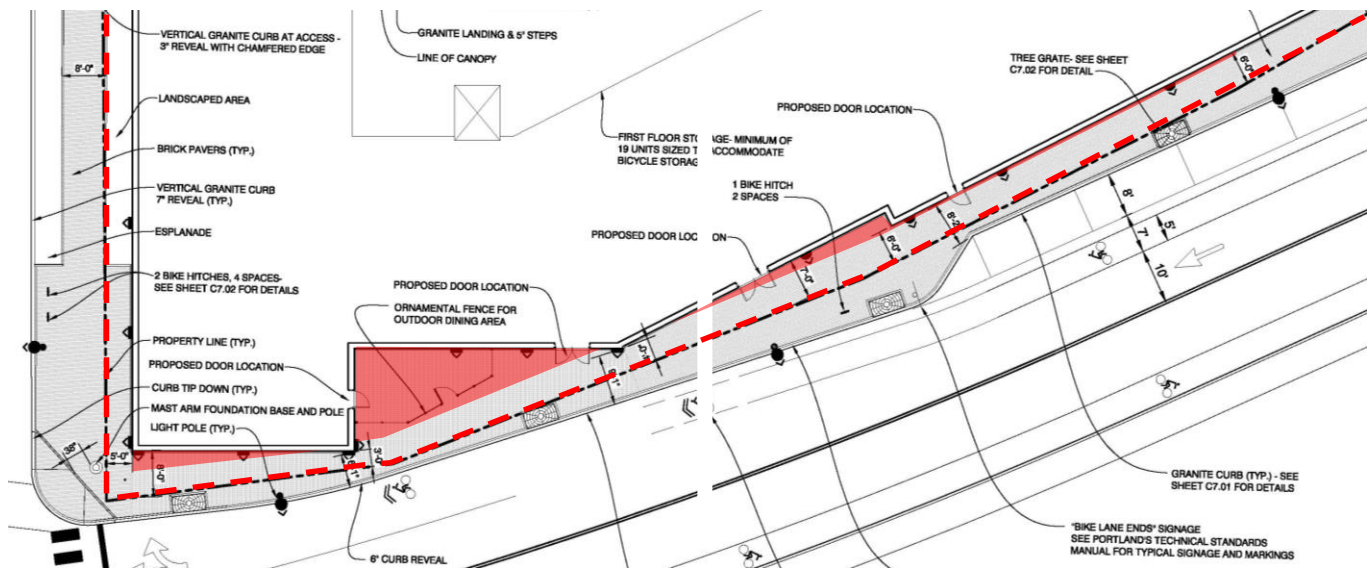 VERTICAL GRANITE CURB AT ACCESS -
3" REVEAL WITH CHAMFERED EDGE
8'-0"
LANDSCAPED AREA
BRICK PAVERS (TYP.)
VERTICAL GRANITE CURB
7" REVEAL (TYP.)
ESPLANADE
2 BIKE HITCHES, 4 SPACES-
SEE SHEET C7.02 FOR DETAILS
PROPERTY LINE (TYP.)
PROPOSED DOOR LOCATION
CURB TIP DOWN (TYP.)
MAST ARM FOUNDATION BASE AND POLE
LIGHT POLE (TYP.)
38"
5'-0"
8'-0"
3'-0"
6" CURB REVEAL
GRANITE LANDING & 5" STEPS
LINE OF CANOPY
PROPOSED DOOR LOCATION
ORNAMENTAL FENCE FOR
OUTDOOR DINING AREA
9'-1"
FIRST FLOOR
19 UNITS SIZED
BICYCLE
MINIMUM OF
ACCOMMODATE
1 BIKE HITCH
2 SPACES
PROPOSED DOOR
7'-0"
6'-0"
8'-2"
PROPOSED DOOR LOCATION
TREE GRATE- SEE SHEET
C7.02 FOR DETAIL
6'-0"
8'
7'
5'
10'
GRANITE CURB (TYP.) - SEE
SHEET C7.01 FOR DETAILS
"BIKE LANE ENDS" SIGNAGE
SEE PORTLAND'S TECHNICAL STANDARDS
MANUAL FOR TYPICAL SIGNAGE AND MARKINGS